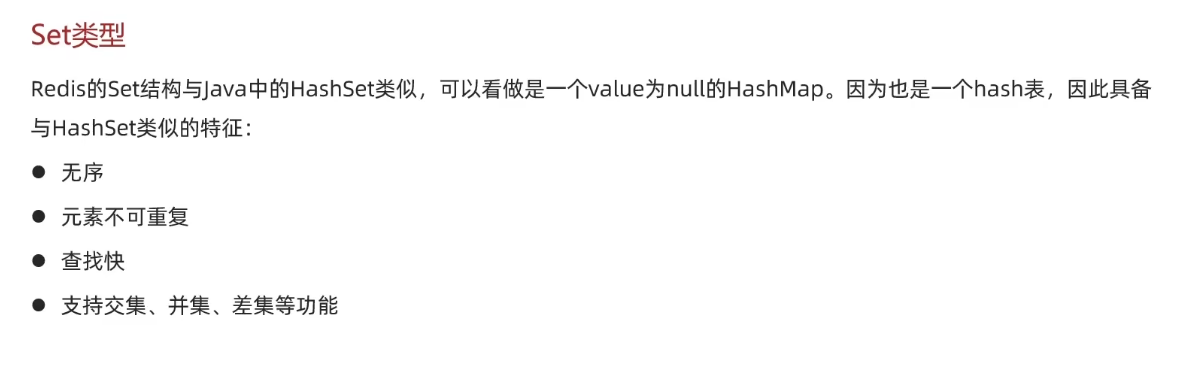 Set类型
Redis的Set结构与Java中的HashSet类似，可以看做是一个value为null的HashMap。因为也是一个hash表，因此具备
与HashSet类似的特征：
● 无序
● 元素不可重复
● 查找快
● 支持交集、并集、差集等功能